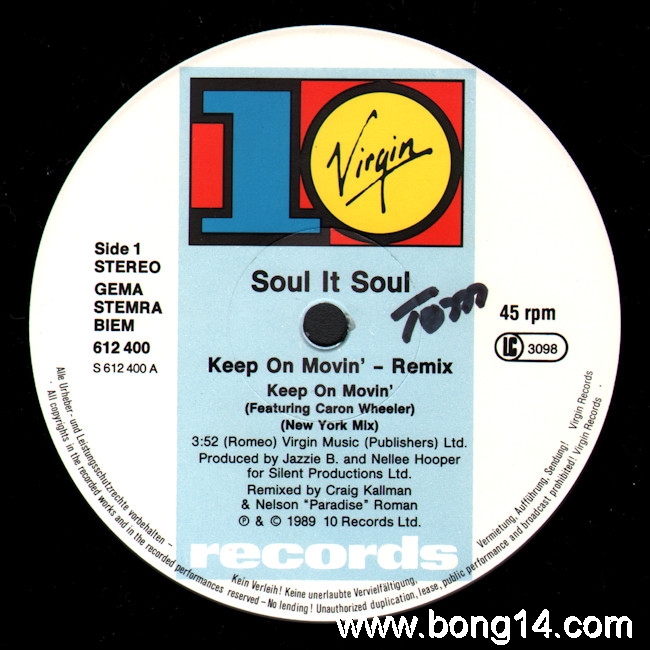 10
Virgin
Side 1
STEREO
GEMA
STEMRA
BIEM
612 400
S 612 400 A
Soul It Soul
Tom
45 rpm
LC 3098
Keep On Movin' – Remix
Keep On Movin'
(Featuring Caron Wheeler)
(New York Mix)
3:52 (Romeo) Virgin Music (Publishers) Ltd.
Produced by Jazzie B. and Nellee Hooper
for Silent Productions Ltd.
Remixed by Craig Kallman
& Nelson "Paradise" Roman
℗ & © 1989 10 Records Ltd.
records
Alle Urheber- und Leistungsschutzrechte vorbehalten – Kein Verleih! Keine unerlaubte Vervielfältigung, Vermietung, Aufführung, Sendung! Virgin Records
All copyrights in the recorded works and in the recorded performances reserved – No lending! Unauthorized duplication, lease, public performance and broadcast prohibited! Virgin Records
www.bong14.com